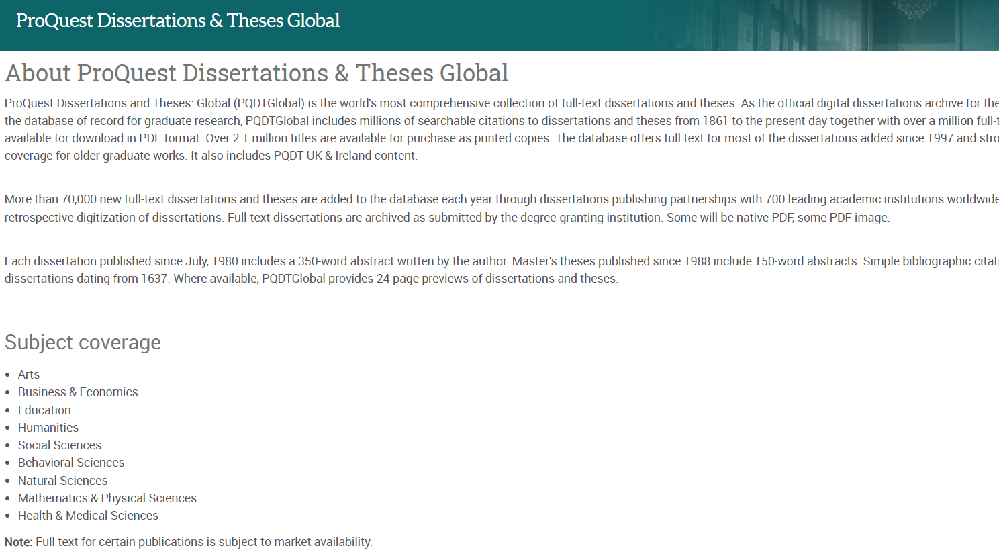 ProQuest Dissertations & Theses Global
About ProQuest Dissertations & Theses Global
ProQuest Dissertations and Theses: Global (PQDTGlobal) is the world's most comprehensive collection of full-text dissertations and theses. As the official digital dissertations archive for the
the database of record for graduate research, PQDTGlobal includes millions of searchable citations to dissertations and theses from 1861 to the present day together with over a million full-
available for download in PDF format. Over 2.1 million titles are available for purchase as printed copies. The database offers full text for most of the dissertations added since 1997 and
coverage for older graduate works. It also includes PQDT UK & Ireland content.
More than 70,000 new full-text dissertations and theses are added to the database each year through dissertations publishing partnerships with 700 leading academic institutions worldwide
retrospective digitization of dissertations. Full-text dissertations are archived as submitted by the degree-granting institution. Some will be native PDF, some PDF image.
Each dissertation published since July, 1980 includes a 350-word abstract written by the author. Master's theses published since 1988 include 150-word abstracts. Simple bibliographic
dissertations dating from 1637. Where available, PQDTGlobal provides 24-page previews of dissertations and theses.
Subject coverage
• Arts
• Business & Economics
• Education
• Humanities
• Social Sciences
• Behavioral Sciences
• Natural Sciences
• Mathematics & Physical Sciences
• Health & Medical Sciences
Note: Full text for certain publications is subject to market availability.